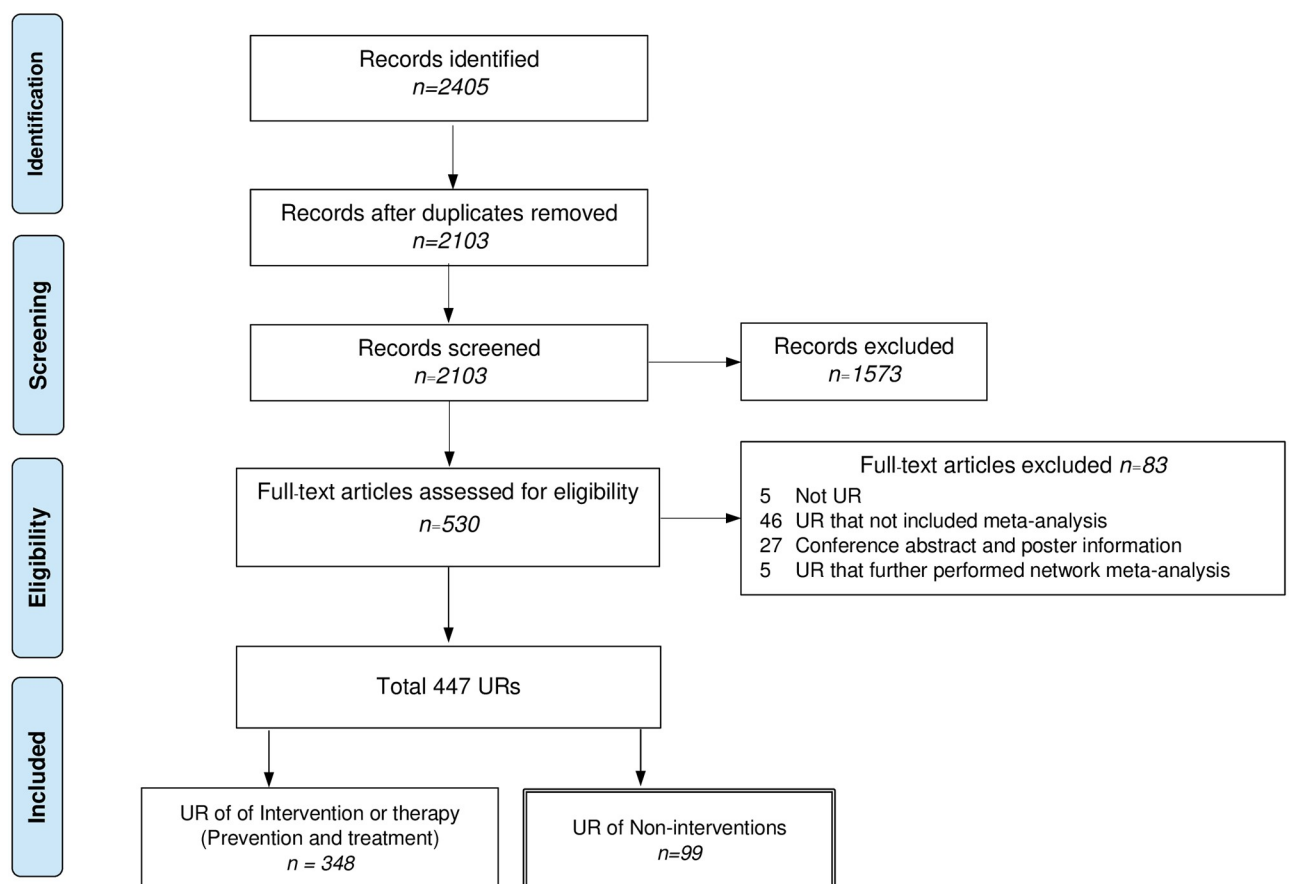 Identification
Records identified
n=2405
Records after duplicates removed
n=2103
Screening
Records screened
n=2103
Records excluded
n=1573
Eligibility
Full-text articles assessed for eligibility
n=530
Full-text articles excluded n=83
5 Not UR
46 UR that not included meta-analysis
27 Conference abstract and poster information
5 UR that further performed network meta-analysis
Total 447 URs
Included
UR of of Intervention or therapy
(Prevention and treatment)
n = 348
UR of Non-interventions
n=99